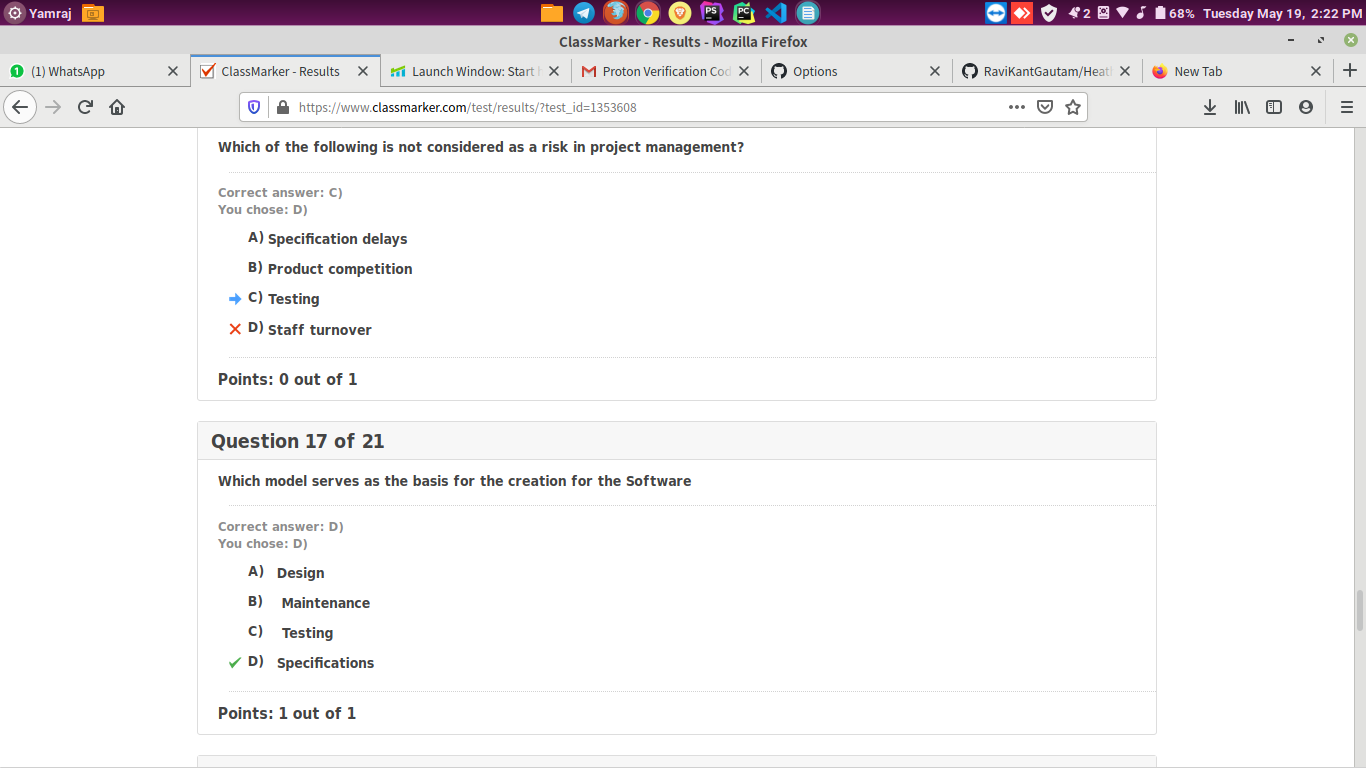 Yamraj
PS
PC
2
68%
Tuesday May 19, 2:22 PM
ClassMarker - Results - Mozilla Firefox
1
(1) WhatsApp
ClassMarker - Results
Launch Window: Start
Proton Verification Cod
Options
RaviKantGautam/Heat
New Tab
https://www.classmarker.com/test/results/?test_id=1353608
Which of the following is not considered as a risk in project management?
Correct answer: C)
You chose: D)
A) Specification delays
B) Product competition
C) Testing
D) Staff turnover
Points: 0 out of 1
Question 17 of 21
Which model serves as the basis for the creation for the Software
Correct answer: D)
You chose: D)
A) Design
B) Maintenance
C) Testing
D) Specifications
Points: 1 out of 1